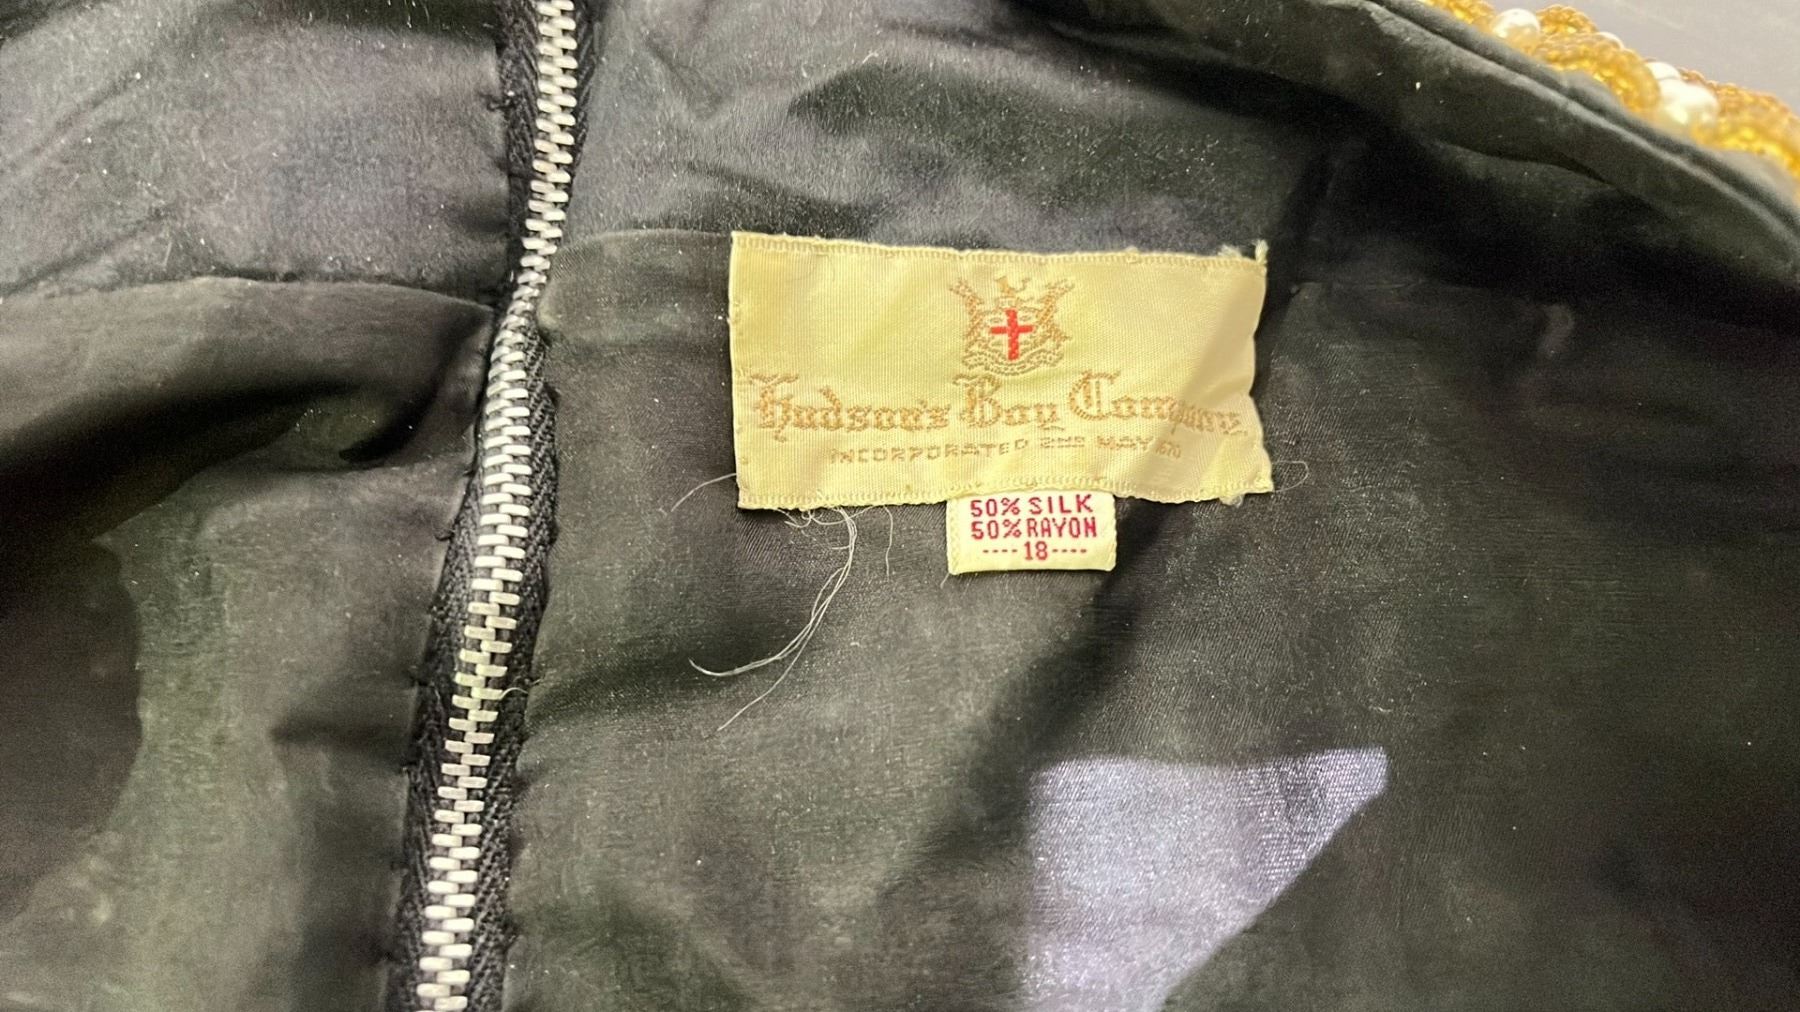 Hudson's Bay Company.
INCORPORATED 2ND MAY 1670
50% SILK
50% RAYON
----18----